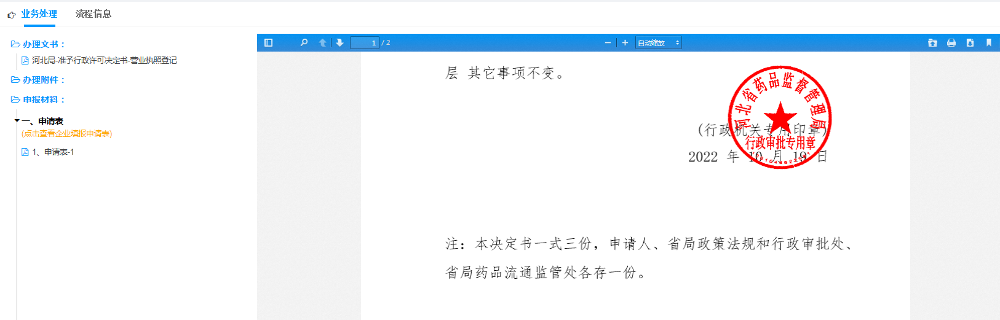 业务处理 流程信息
办理文书：
河北局-准予行政许可决定书-营业执照登记
办理附件：
申报材料：
一、申请表
(点击查看企业填报申请表)
1、申请表-1
1 / 2
自动缩放
层 其它事项不变。
河北省药品监督管理局
(行政机关专用印章)
行政审批专用章
2022 年 10 月 19 日
注：本决定书一式三份，申请人、省局政策法规和行政审批处、
省局药品流通监管处各存一份。